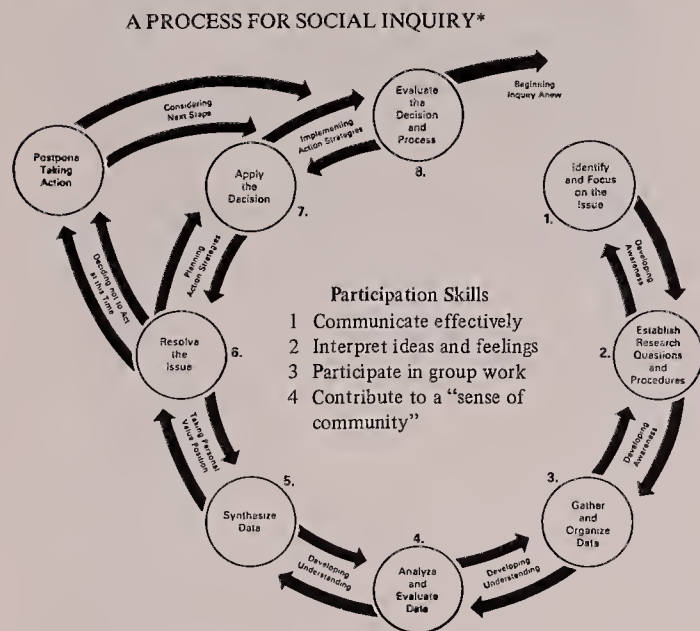 A PROCESS FOR SOCIAL INQUIRY*
Evaluate
the
Decision
and
Process
8.
Beginning
Inquiry Anew
Considering
Next Steps
Implementing
Action Strategies
Postpone
Taking
Action
Apply
the
Decision
7.
Identify
and Focus
on the
Issue
1.
Developing
Awareness
Deciding not to Act
at this Time
Planning
Action Strategies
Participation Skills
1 Communicate effectively
2 Interpret ideas and feelings
3 Participate in group work
4 Contribute to a “sense of
community”
Resolve
the
Issue
6.
Establish
Research
Questions
and
Procedures
2.
Developing
Awareness
Taking Personal
Value Position
5.
Synthesize
Data
3.
Gather
and
Organize
Data
Developing
Understanding
4.
Analyze
and
Evaluate
Data
Developing
Understanding